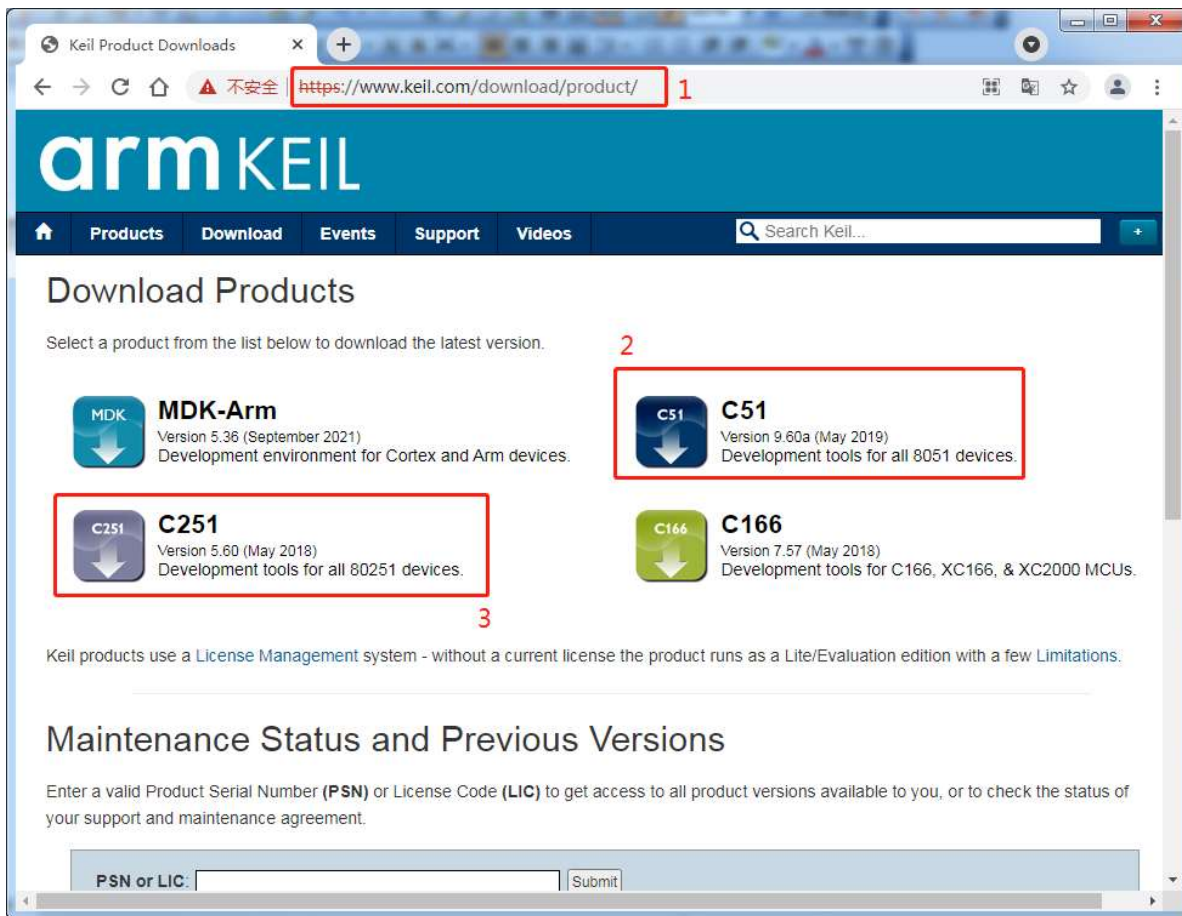 Keil Product Downloads
不安全 https://www.keil.com/download/product/ 1
arm KEIL
Products Download Events Support Videos Search Keil... +
Download Products
Select a product from the list below to download the latest version.
2
MDK
MDK-Arm
Version 5.36 (September 2021)
Development environment for Cortex and Arm devices.
C51
C51
Version 9.60a (May 2019)
Development tools for all 8051 devices.
C251
C251
Version 5.60 (May 2018)
Development tools for all 80251 devices.
C166
C166
Version 7.57 (May 2018)
Development tools for C166, XC166, & XC2000 MCUs.
3
Keil products use a License Management system - without a current license the product runs as a Lite/Evaluation edition with a few Limitations.
Maintenance Status and Previous Versions
Enter a valid Product Serial Number (PSN) or License Code (LIC) to get access to all product versions available to you, or to check the status of
your support and maintenance agreement.
PSN or LIC: Submit